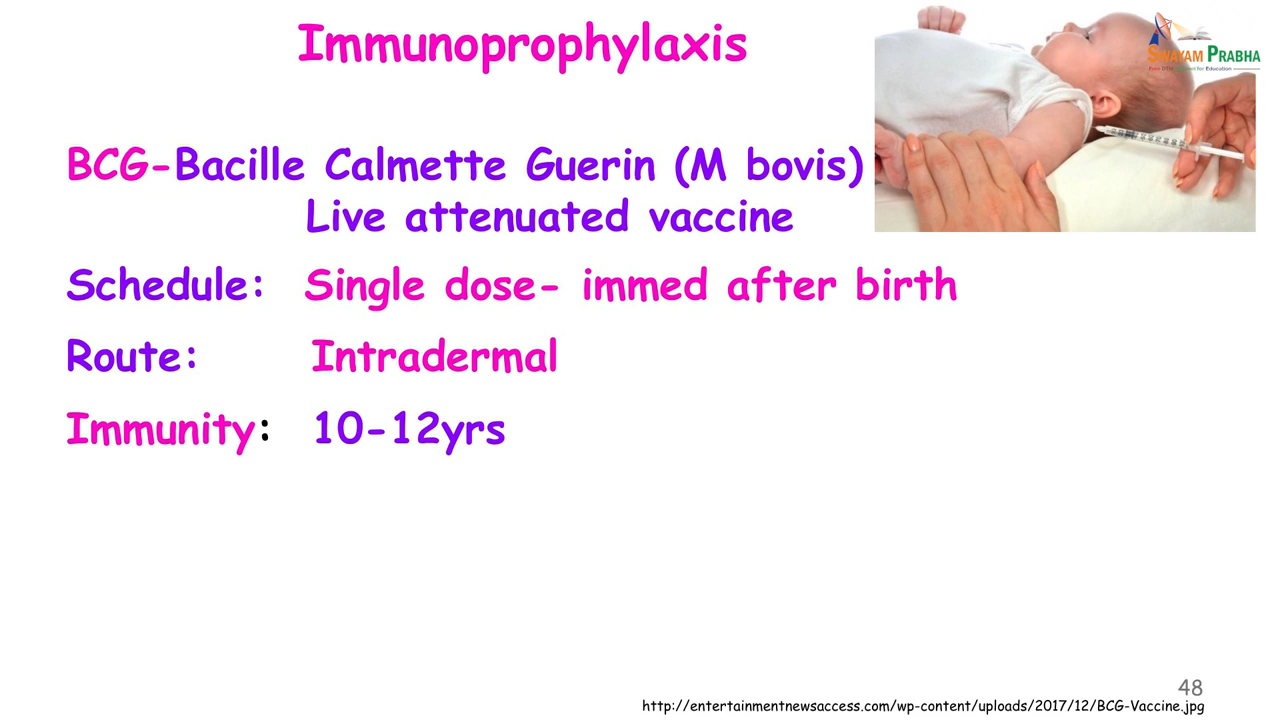 Immunoprophylaxis
SWAYAM PRABHA
BCG-Bacille Calmette Guerin (M bovis)
Live attenuated vaccine
Schedule: Single dose- immed after birth
Route: Intradermal
Immunity: 10-12yrs
48
http://entertainmentnewsaccess.com/wp-content/uploads/2017/12/BCG-Vaccine.jpg